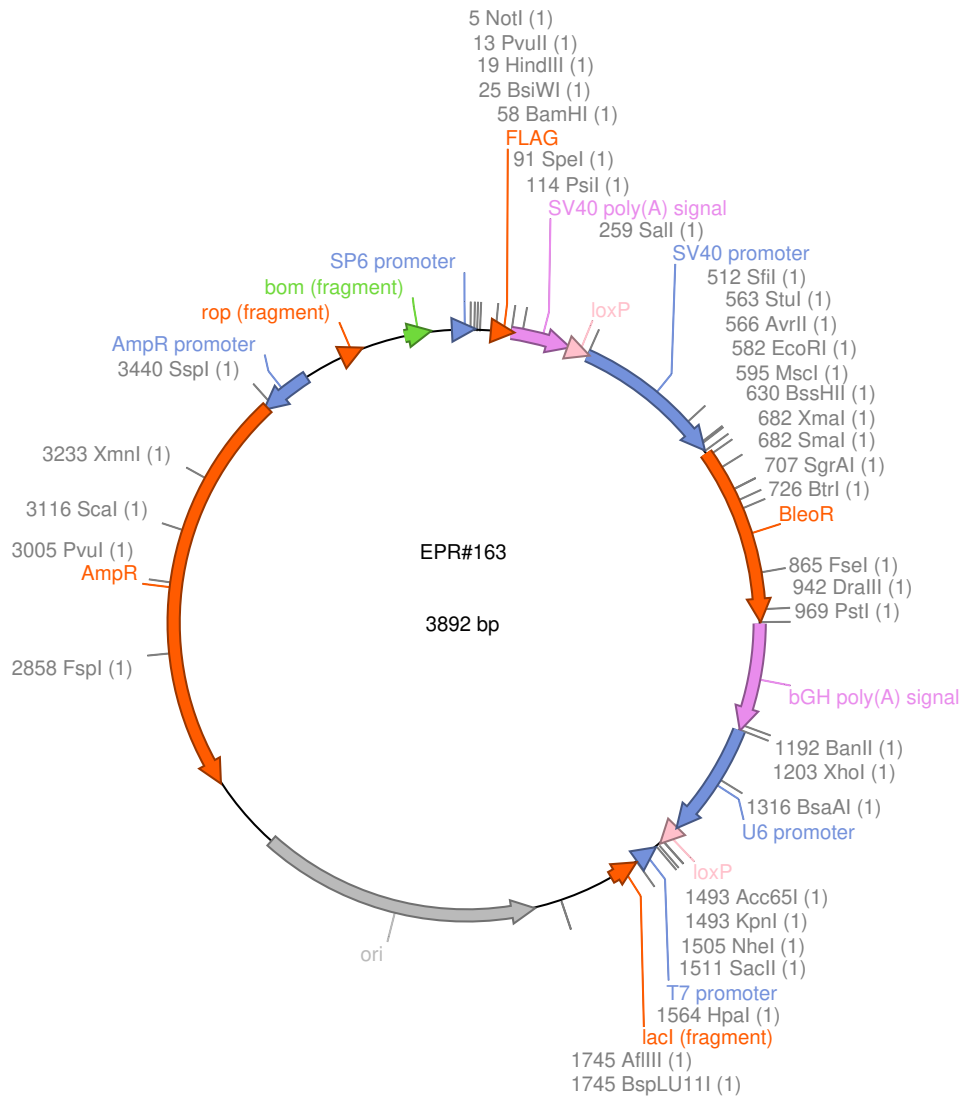 5 NotI (1)
13 PvuII (1)
19 HindIII (1)
25 BsiWI (1)
58 BamHI (1)
FLAG
91 SpeI (1)
114 PsiI (1)
SV40 poly(A) signal
259 SalI (1)
SV40 promoter
512 SfiI (1)
563 StuI (1)
566 AvrII (1)
582 EcoRI (1)
595 MscI (1)
630 BssHII (1)
682 XmaI (1)
682 SmaI (1)
707 SgrAI (1)
726 BtrI (1)
BleoR
865 FseI (1)
942 DraIII (1)
969 PstI (1)
bGH poly(A) signal
1192 BanII (1)
1203 XhoI (1)
1316 BsaAI (1)
U6 promoter
loxP
1493 Acc65I (1)
1493 KpnI (1)
1505 NheI (1)
1511 SacII (1)
T7 promoter
1564 HpaI (1)
lacI (fragment)
1745 AflIII (1)
1745 BspLU11I (1)
ori
2858 FspI (1)
AmpR
3005 PvuI (1)
3116 ScaI (1)
3233 XmnI (1)
3440 SspI (1)
AmpR promoter
rop (fragment)
bom (fragment)
SP6 promoter
loxP
EPR#163
3892 bp